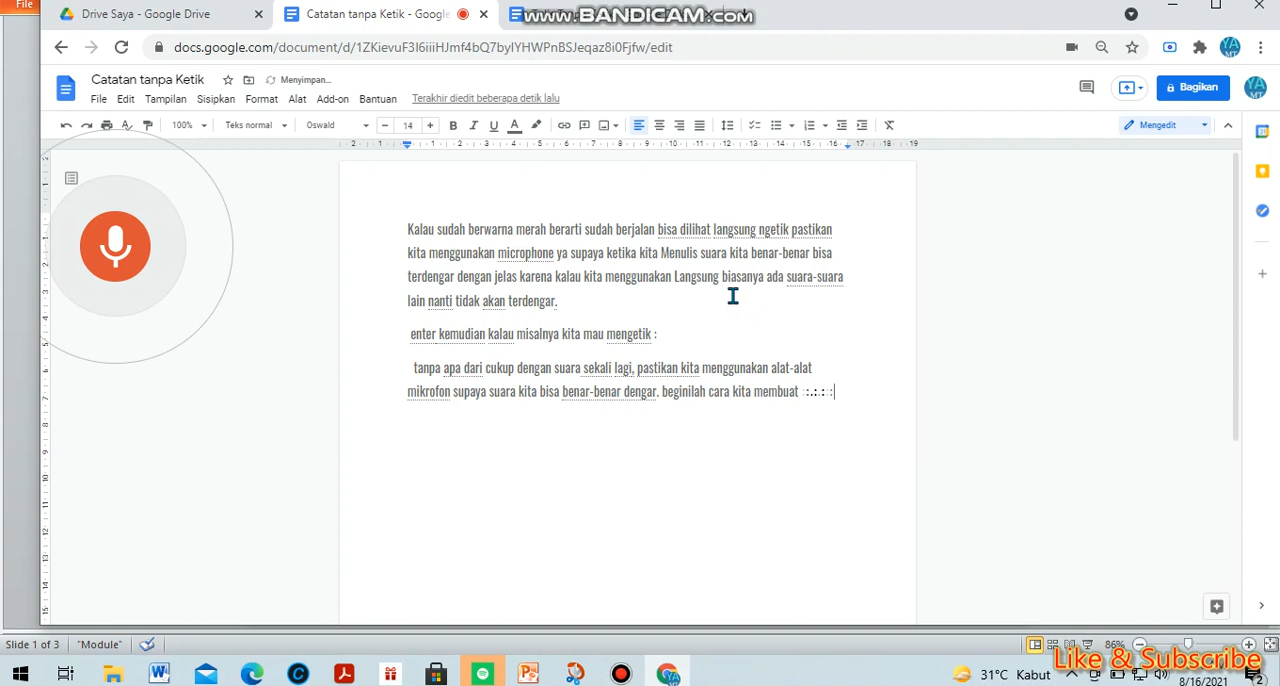 File
Drive Saya - Google Drive
Catatan tanpa Ketik - Google
www.BANDICAM.com
docs.google.com/document/d/1ZKievuF3I6iiiHJmf4bQ7bylYHWPnBSJeqaz8i0Fjfw/edit
Catatan tanpa Ketik
Menyimpan...
File Edit Tampilan Sisipkan Format Alat Add-on Bantuan Terakhir diedit beberapa detik lalu
Bagikan
100% Teks normal Oswald 14
Mengedit
Kalau sudah berwarna merah berarti sudah berjalan bisa dilihat langsung ngetik pastikan
kita menggunakan microphone ya supaya ketika kita Menulis suara kita benar-benar bisa
terdengar dengan jelas karena kalau kita menggunakan Langsung biasanya ada suara-suara
lain nanti tidak akan terdengar.
enter kemudian kalau misalnya kita mau mengetik :
tanpa apa dari cukup dengan suara sekali lagi, pastikan kita menggunakan alat-alat
mikrofon supaya suara kita bisa benar-benar dengar. beginilah cara kita membuat
Slide 1 of 3 "Module" 86%
Like & Subscribe
31°C Kabut
8/16/2021